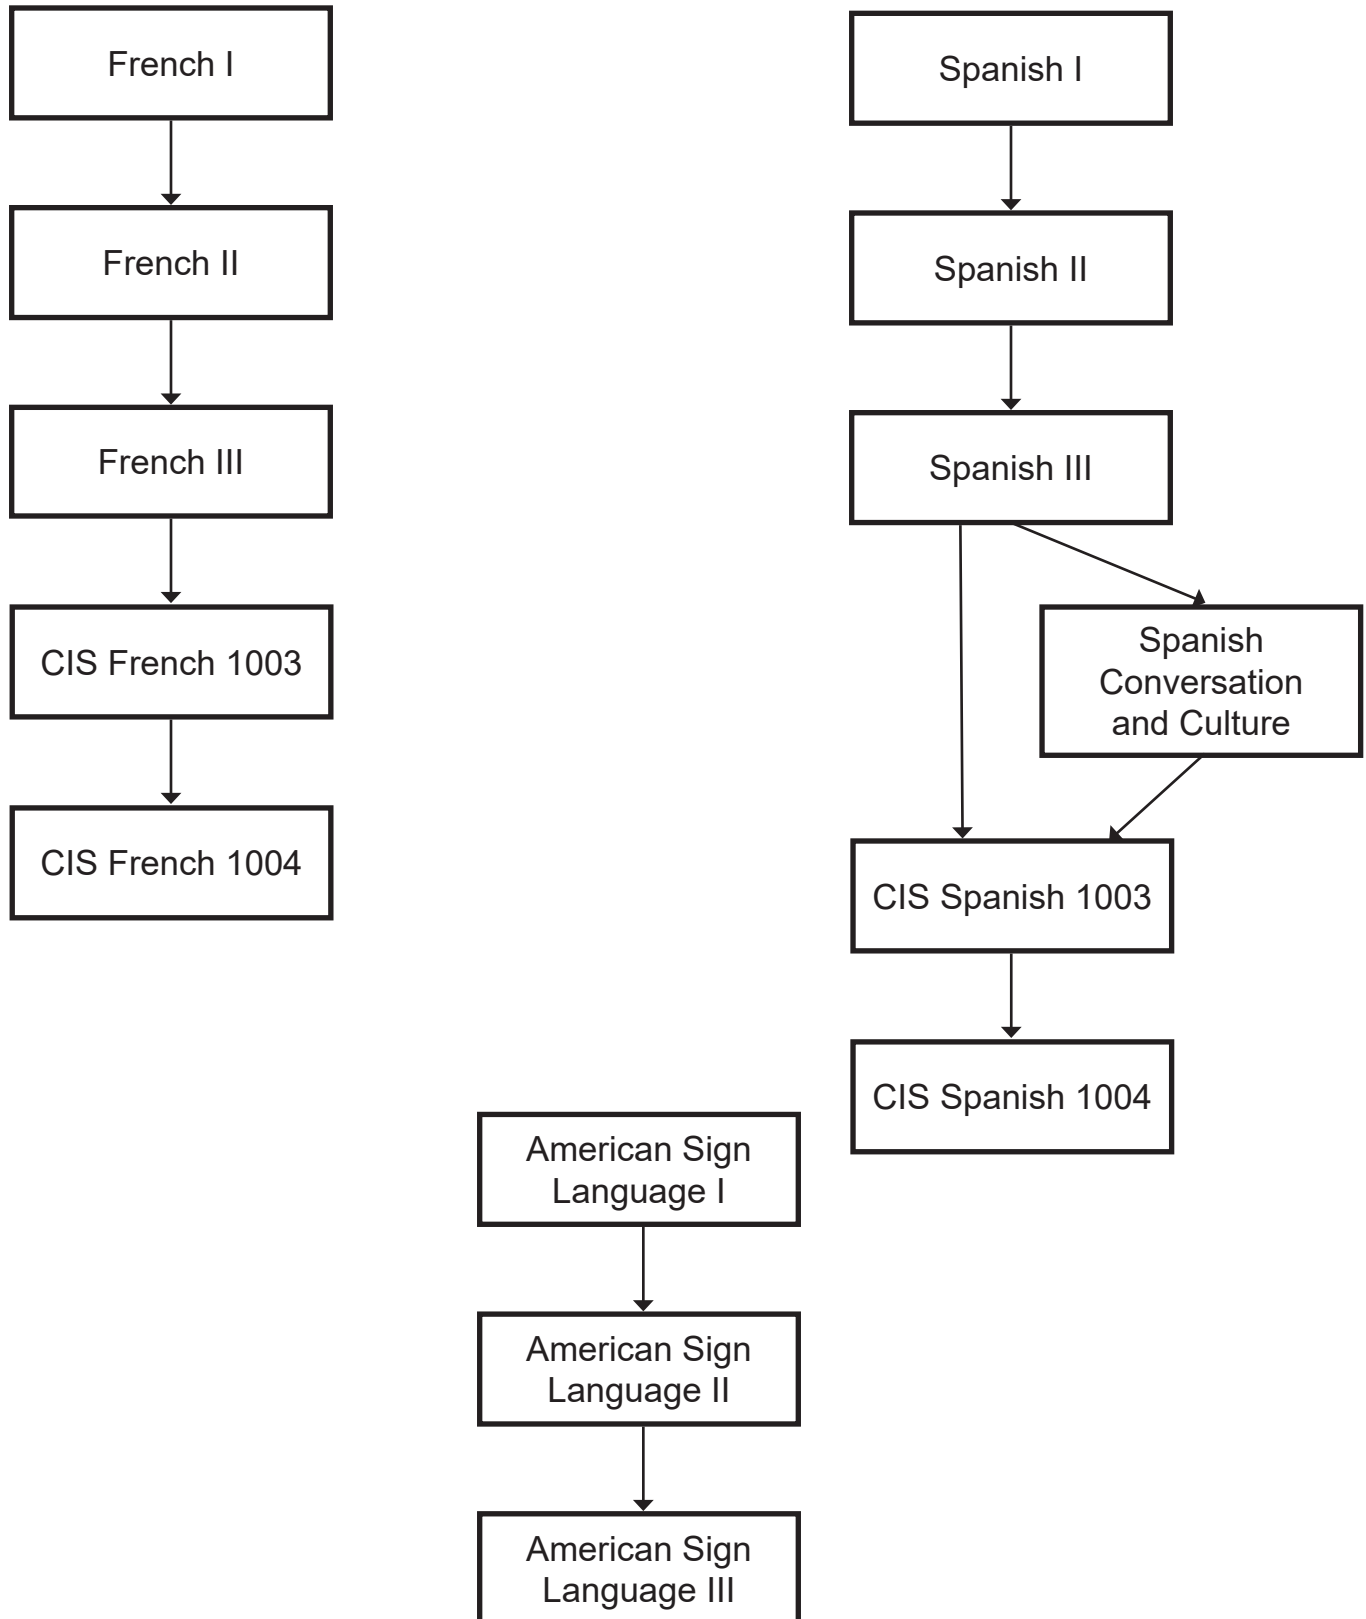 French I
French II
French III
CIS French 1003
CIS French 1004
Spanish I
Spanish II
Spanish III
Spanish
Conversation
and Culture
CIS Spanish 1003
CIS Spanish 1004
American Sign
Language I
American Sign
Language II
American Sign
Language III